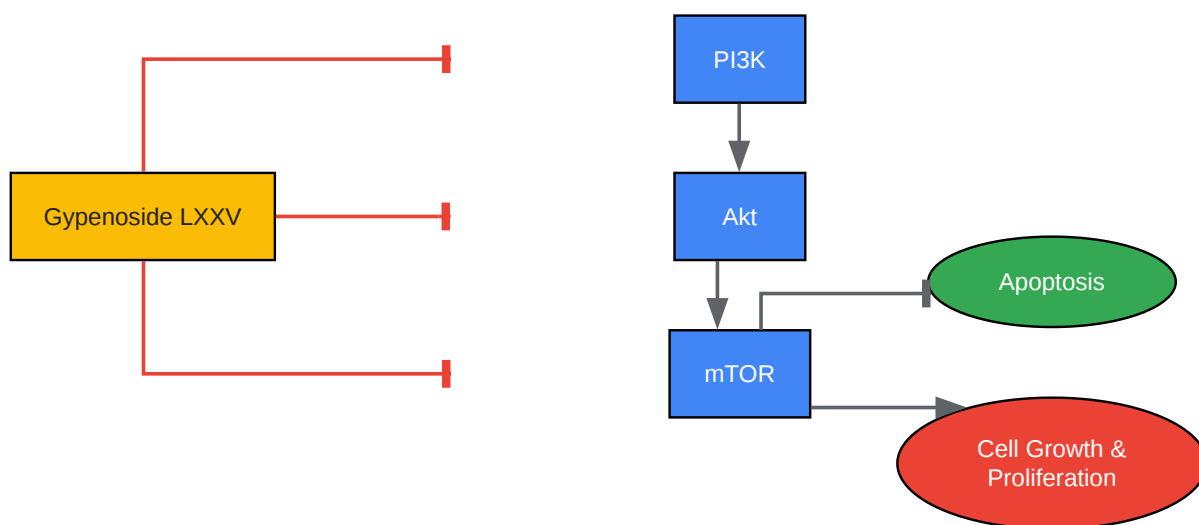 PI3K
Gypenoside LXXV
Akt
Apoptosis
mTOR
Cell Growth &
Proliferation